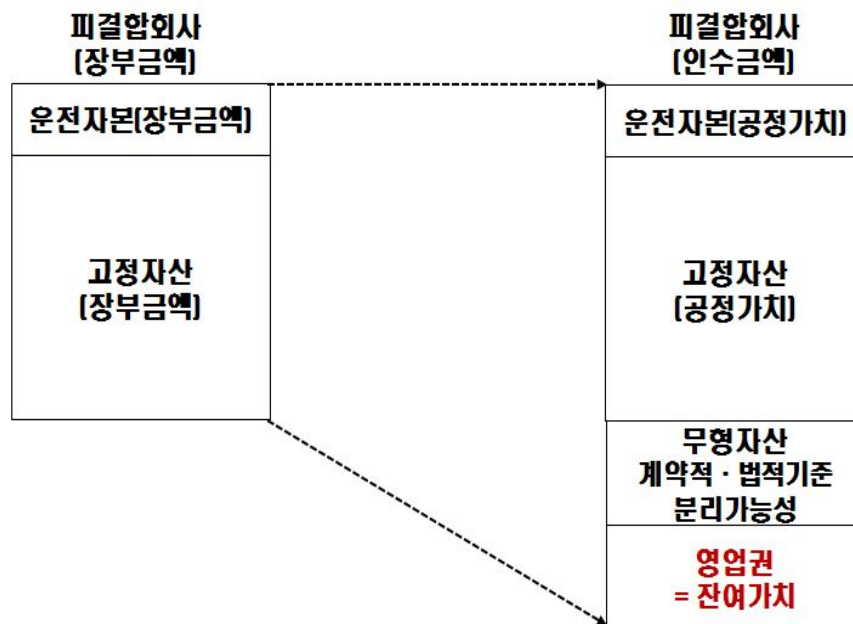 피결합회사
(장부금액)
운전자본(장부금액)
고정자산
(장부금액)
피결합회사
(인수금액)
운전자본(공정가치)
고정자산
(공정가치)
무형자산
계약적 · 법적기준
분리가능성
영업권
= 잔여가치